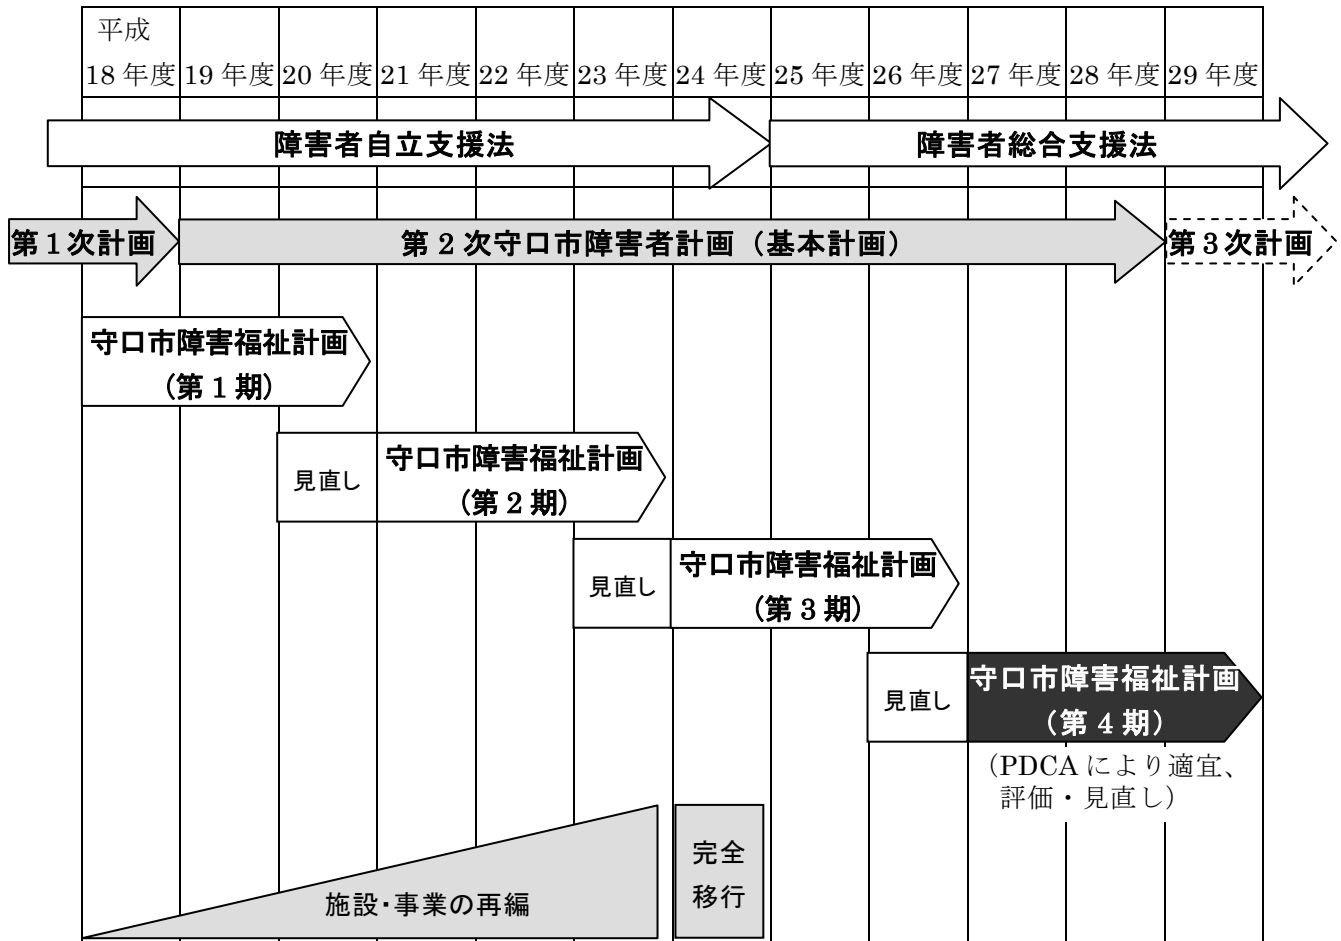 平成
18 年度 19 年度 20 年度 21 年度 22 年度 23 年度 24 年度 25 年度 26 年度 27 年度 28 年度 29 年度
障害者自立支援法
障害者総合支援法
第1次計画
第2次守口市障害者計画（基本計画）
第3次計画
守口市障害福祉計画
（第1期）
見直し
守口市障害福祉計画
（第2期）
見直し
守口市障害福祉計画
（第3期）
見直し
守口市障害福祉計画
（第4期）
（PDCA により適宜、
評価・見直し）
施設・事業の再編
完全
移行